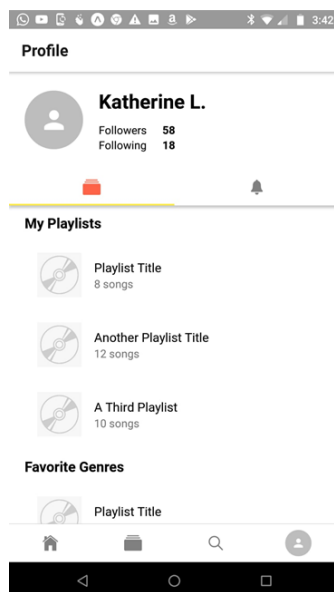 3:42
Profile
Katherine L.
Followers 58
Following 18
My Playlists
Playlist Title
8 songs
Another Playlist Title
12 songs
A Third Playlist
10 songs
Favorite Genres
Playlist Title